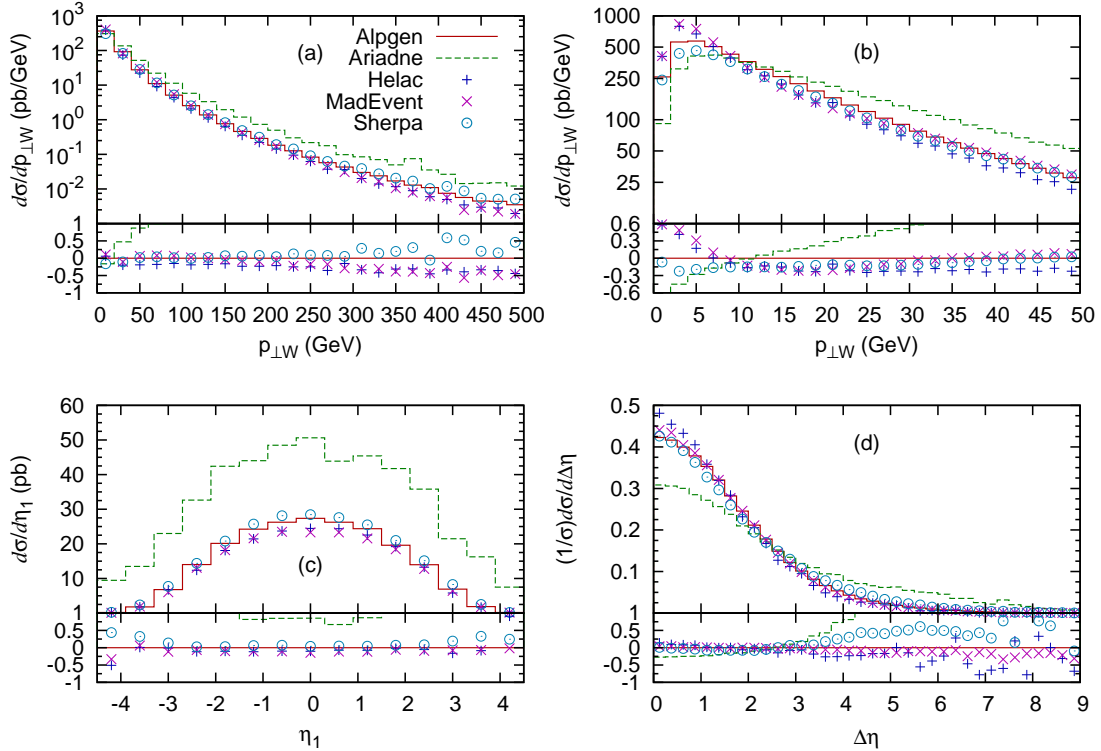 dσ/dp⊥W (pb/GeV)
10³
10²
10¹
10⁰
10⁻¹
10⁻²
(a)
Alpgen
Ariadne
Helac
MadEvent
Sherpa
1
0.5
0
-0.5
-1
0 50 100 150 200 250 300 350 400 450 500
p⊥W (GeV)
dσ/dp⊥W (pb/GeV)
1000
500
250
100
50
25
(b)
0.6
0.3
0
-0.3
-0.6
0 5 10 15 20 25 30 35 40 45 50
p⊥W (GeV)
dσ/dη₁ (pb)
60
50
40
30
20
10
(c)
1
0.5
0
-0.5
-1
-4 -3 -2 -1 0 1 2 3 4
η₁
(1/σ)dσ/dΔη
0.5
0.4
0.3
0.2
0.1
(d)
1
0.5
0
-0.5
-1
0 1 2 3 4 5 6 7 8 9
Δη